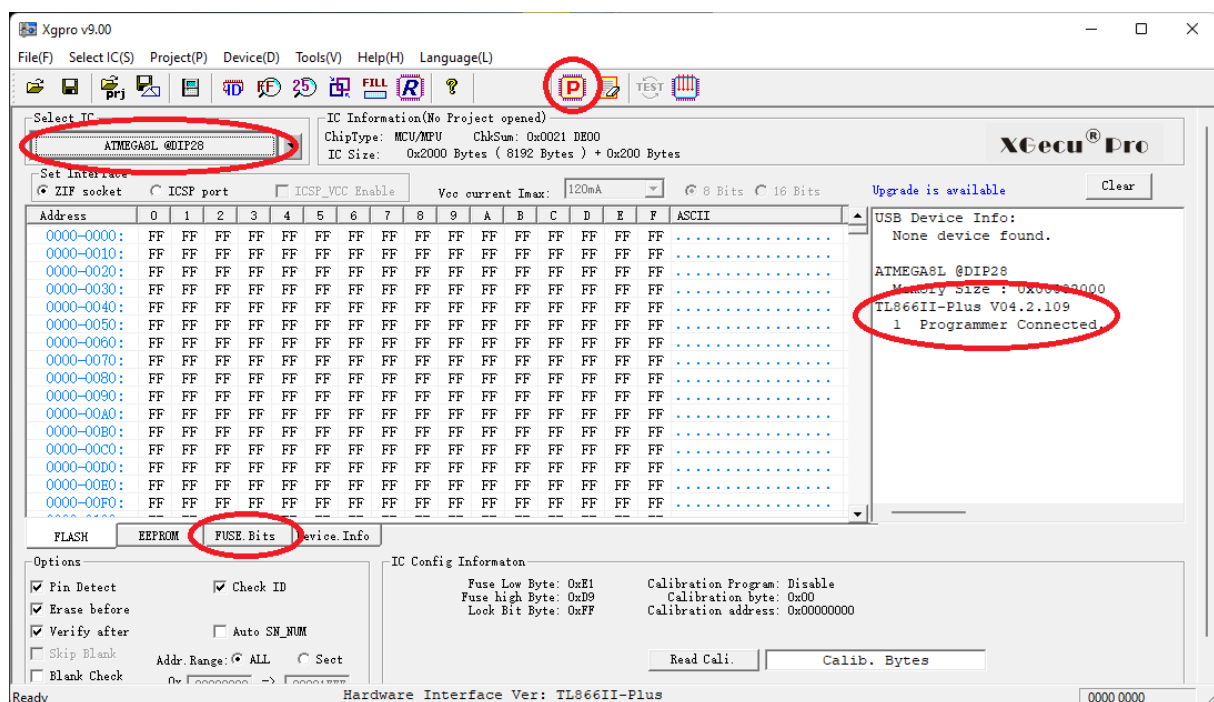 Xgpro v9.00
File(F) Select IC(S) Project(P) Device(D) Tools(V) Help(H) Language(L)
prj FILL R P TEST
Select IC
ATMEGA8L @DIP28
IC Information(No Project opened)
ChipType: MCU/MPU ChkSum: 0x0021 DE00
IC Size: 0x2000 Bytes ( 8192 Bytes ) + 0x200 Bytes
XGecu® Pro
Set Interface
ZIF socket ICSP port ICSP_VCC Enable Vcc current Imax: 120mA 8 Bits 16 Bits
Upgrade is available Clear
Address 0 1 2 3 4 5 6 7 8 9 A B C D E F ASCII
0000-0000: FF FF FF FF FF FF FF FF FF FF FF FF FF FF FF FF ................
0000-0010: FF FF FF FF FF FF FF FF FF FF FF FF FF FF FF FF ................
0000-0020: FF FF FF FF FF FF FF FF FF FF FF FF FF FF FF FF ................
0000-0030: FF FF FF FF FF FF FF FF FF FF FF FF FF FF FF FF ................
0000-0040: FF FF FF FF FF FF FF FF FF FF FF FF FF FF FF FF ................
0000-0050: FF FF FF FF FF FF FF FF FF FF FF FF FF FF FF FF ................
0000-0060: FF FF FF FF FF FF FF FF FF FF FF FF FF FF FF FF ................
0000-0070: FF FF FF FF FF FF FF FF FF FF FF FF FF FF FF FF ................
0000-0080: FF FF FF FF FF FF FF FF FF FF FF FF FF FF FF FF ................
0000-0090: FF FF FF FF FF FF FF FF FF FF FF FF FF FF FF FF ................
0000-00A0: FF FF FF FF FF FF FF FF FF FF FF FF FF FF FF FF ................
0000-00B0: FF FF FF FF FF FF FF FF FF FF FF FF FF FF FF FF ................
0000-00C0: FF FF FF FF FF FF FF FF FF FF FF FF FF FF FF FF ................
0000-00D0: FF FF FF FF FF FF FF FF FF FF FF FF FF FF FF FF ................
0000-00E0: FF FF FF FF FF FF FF FF FF FF FF FF FF FF FF FF ................
0000-00F0: FF FF FF FF FF FF FF FF FF FF FF FF FF FF FF FF ................
USB Device Info:
None device found.
ATMEGA8L @DIP28
Memory Size : 0x00002000
TL866II-Plus V04.2.109
1 Programmer Connected.
FLASH EEPROM FUSE.Bits Device.Info
Options
Pin Detect Check ID
Erase before
Verify after Auto SN_NUM
Skip Blank Addr.Range: ALL Sect
Blank Check 0x ->
IC Config Informaton
Fuse Low Byte: 0xE1 Calibration Program: Disable
Fuse high Byte: 0xD9 Calibration byte: 0x00
Lock Bit Byte: 0xFF Calibration address: 0x00000000
Read Cali. Calib. Bytes
Ready Hardware Interface Ver: TL866II-Plus 0000 0000